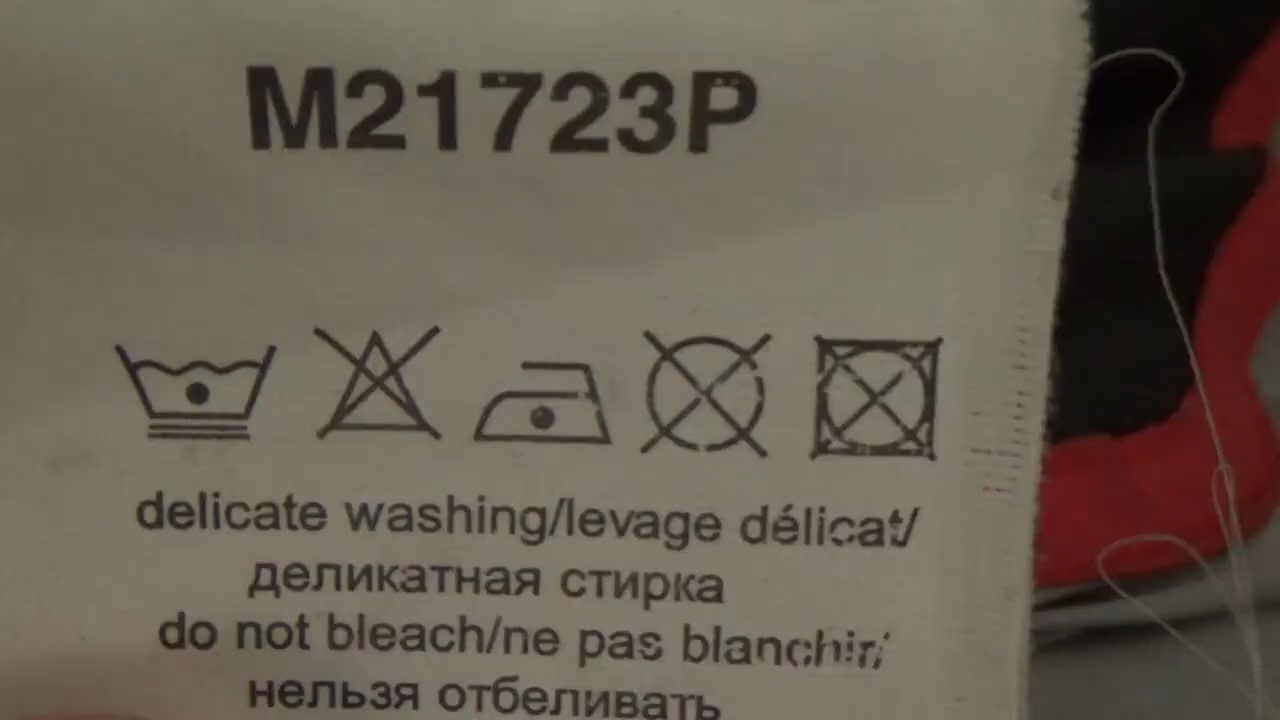 M21723P
delicate washing/levage délicat/
деликатная стирка
do not bleach/ne pas blanchir/
нельзя отбеливать